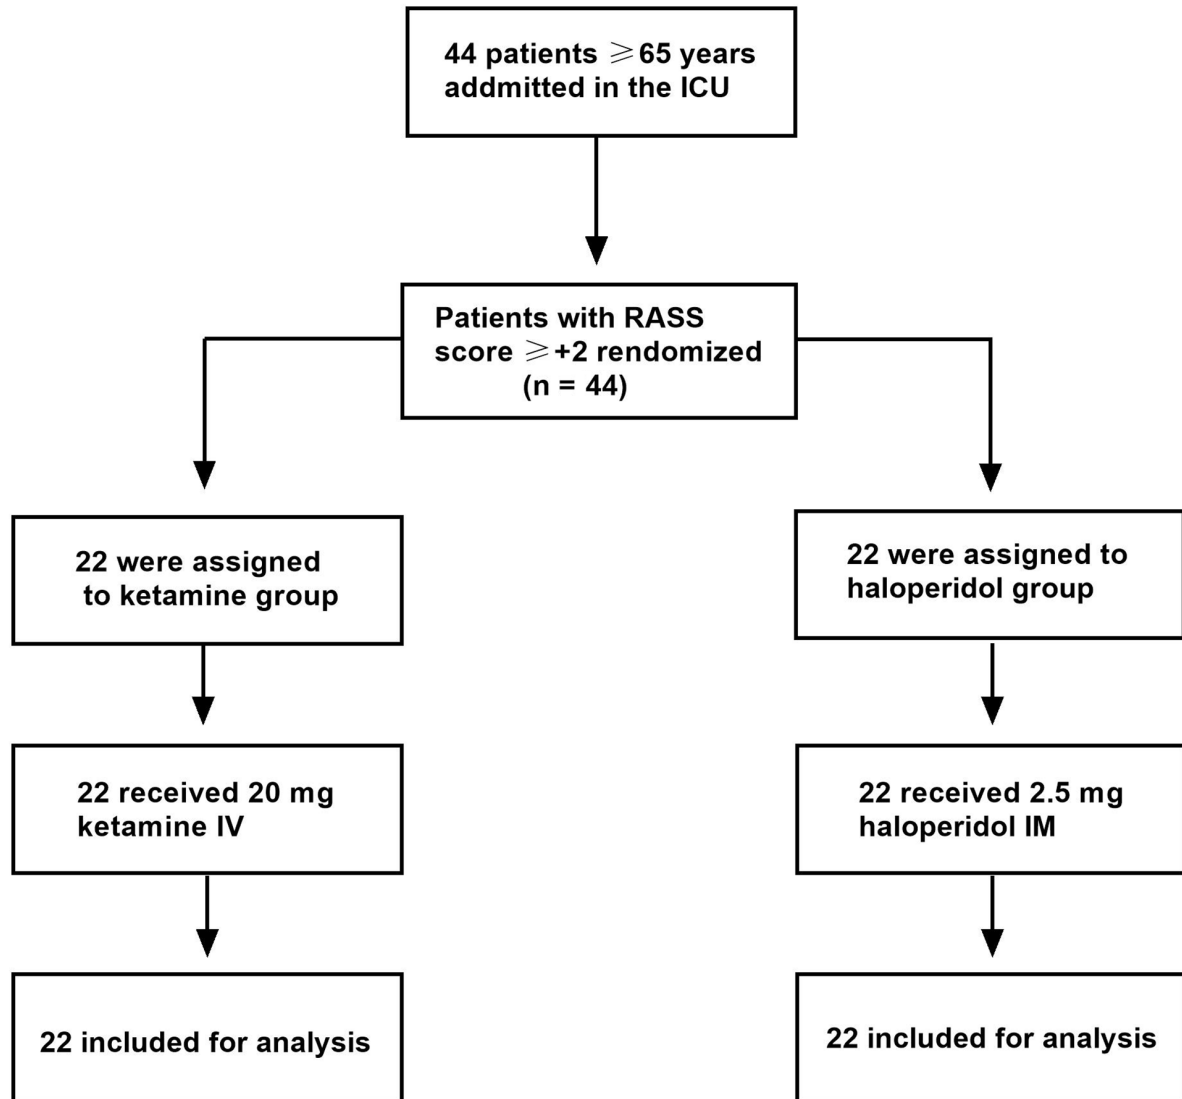 44 patients ⩾65 years
addmitted in the ICU
Patients with RASS
score ⩾+2 rendomized
(n = 44)
22 were assigned
to ketamine group
22 were assigned to
haloperidol group
22 received 20 mg
ketamine IV
22 received 2.5 mg
haloperidol IM
22 included for analysis
22 included for analysis